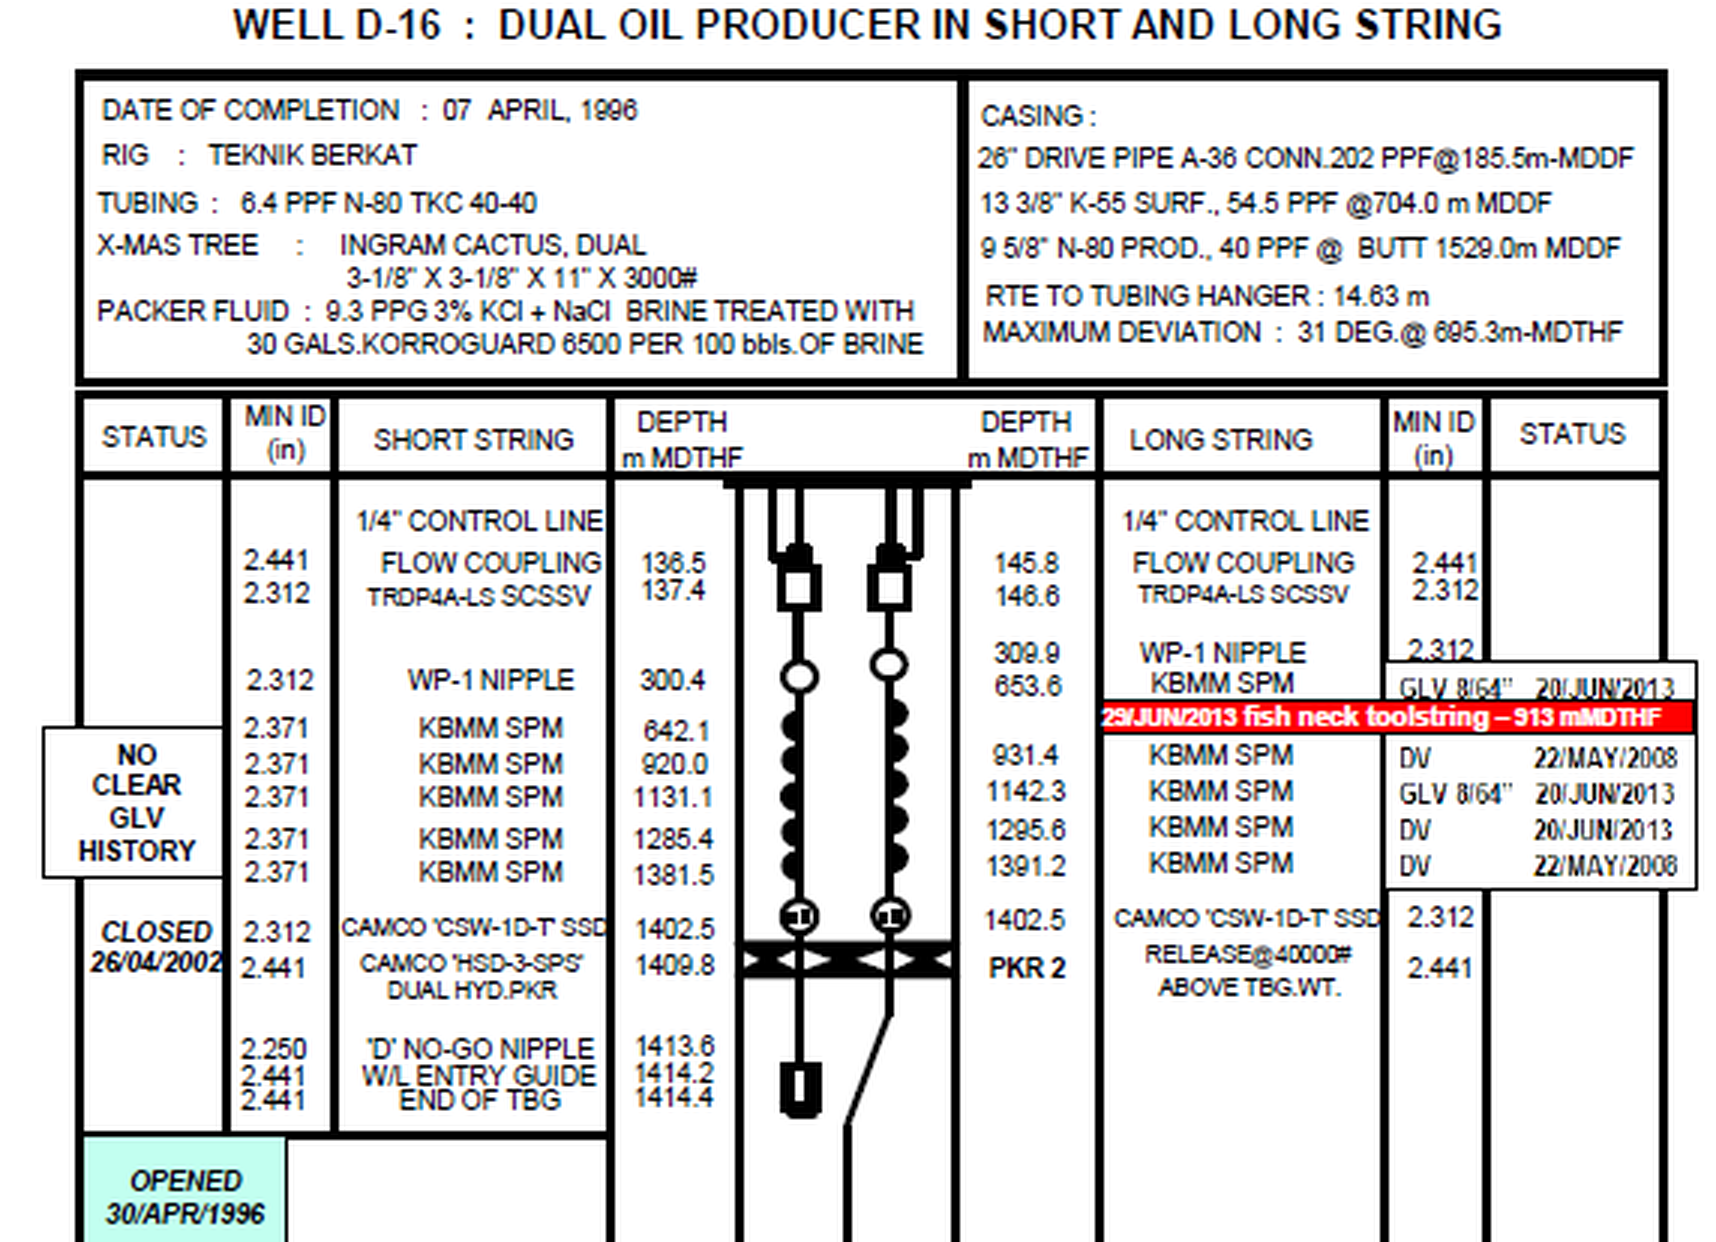 WELL D-16 : DUAL OIL PRODUCER IN SHORT AND LONG STRING
DATE OF COMPLETION : 07 APRIL, 1996
RIG : TEKNIK BERKAT
TUBING : 6.4 PPF N-80 TKC 40-40
X-MAS TREE : INGRAM CACTUS, DUAL
3-1/8" X 3-1/8" X 11" X 3000#
PACKER FLUID : 9.3 PPG 3% KCl + NaCl BRINE TREATED WITH
30 GALS.KORROGUARD 6500 PER 100 bbls.OF BRINE
CASING :
26" DRIVE PIPE A-36 CONN.202 PPF@185.5m-MDDF
13 3/8" K-55 SURF., 54.5 PPF @704.0 m MDDF
9 5/8" N-80 PROD., 40 PPF @ BUTT 1529.0m MDDF
RTE TO TUBING HANGER : 14.63 m
MAXIMUM DEVIATION : 31 DEG.@ 695.3m-MDTHF
STATUS MIN ID (in) SHORT STRING DEPTH m MDTHF DEPTH m MDTHF LONG STRING MIN ID (in) STATUS
1/4" CONTROL LINE 1/4" CONTROL LINE
2.441 FLOW COUPLING 136.5 145.8 FLOW COUPLING 2.441
2.312 TRDP4A-LS SCSSV 137.4 146.6 TRDP4A-LS SCSSV 2.312
309.9 WP-1 NIPPLE 2.312
2.312 WP-1 NIPPLE 300.4 653.6 KBMM SPM GLV 8/64" 20/JUN/2013
29/JUN/2013 fish neck toolstring – 913 mMDTHF
2.371 KBMM SPM 642.1
2.371 KBMM SPM 920.0 931.4 KBMM SPM DV 22/MAY/2008
2.371 KBMM SPM 1131.1 1142.3 KBMM SPM GLV 8/64" 20/JUN/2013
2.371 KBMM SPM 1285.4 1295.6 KBMM SPM DV 20/JUN/2013
2.371 KBMM SPM 1381.5 1391.2 KBMM SPM DV 22/MAY/2008
NO
CLEAR
GLV
HISTORY
CLOSED
26/04/2002
2.312 CAMCO 'CSW-1D-T' SSD 1402.5 1402.5 CAMCO 'CSW-1D-T' SSD 2.312
2.441 CAMCO 'HSD-3-SPS' 1409.8 PKR 2 RELEASE@40000# 2.441
DUAL HYD.PKR ABOVE TBG.WT.
2.250 'D' NO-GO NIPPLE 1413.6
2.441 W/L ENTRY GUIDE 1414.2
2.441 END OF TBG 1414.4
OPENED
30/APR/1996